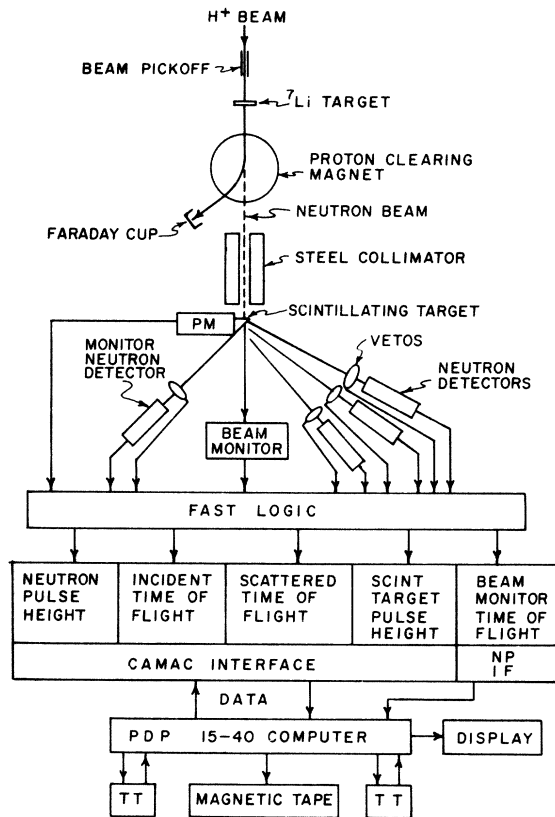 H+ BEAM
BEAM PICKOFF
7Li TARGET
PROTON CLEARING
MAGNET
NEUTRON BEAM
FARADAY CUP
STEEL COLLIMATOR
SCINTILLATING TARGET
PM
VETOS
MONITOR
NEUTRON
DETECTOR
NEUTRON
DETECTORS
BEAM
MONITOR
FAST LOGIC
NEUTRON
PULSE
HEIGHT
INCIDENT
TIME OF
FLIGHT
SCATTERED
TIME OF
FLIGHT
SCINT
TARGET
PULSE
HEIGHT
BEAM
MONITOR
TIME OF
FLIGHT
CAMAC INTERFACE
NP
IF
DATA
PDP 15-40 COMPUTER
DISPLAY
TT
MAGNETIC TAPE
TT